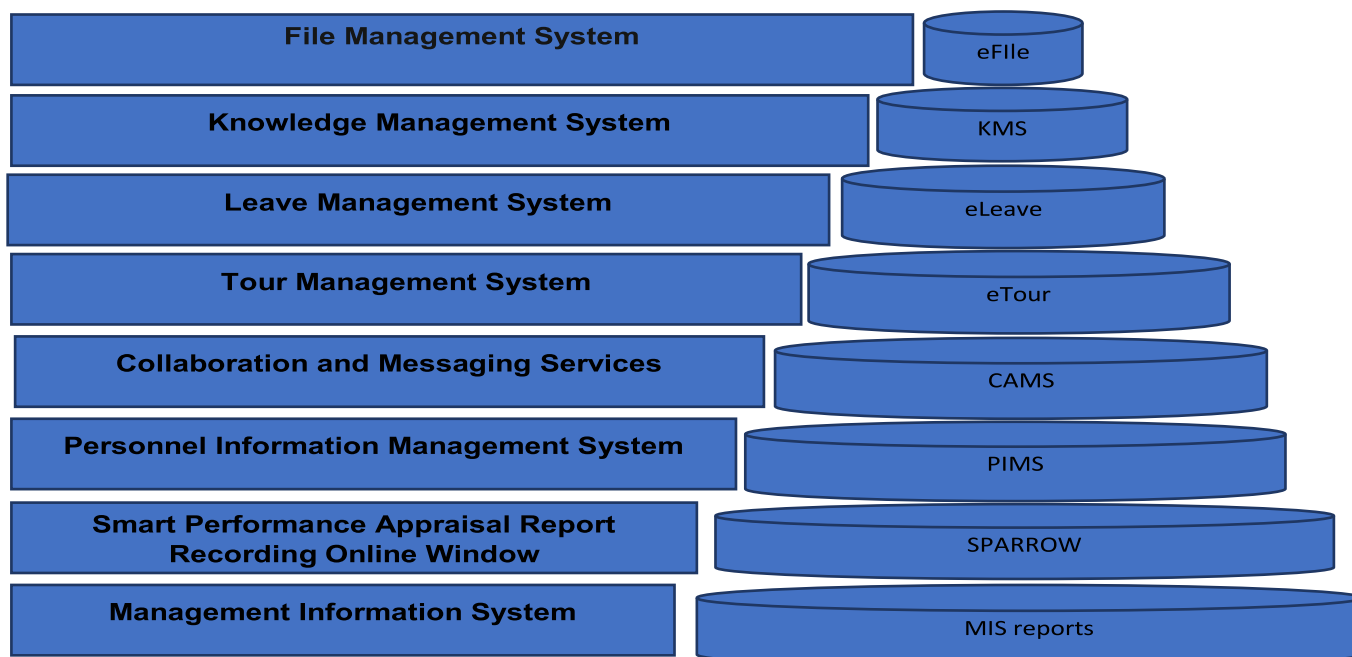 File Management System
eFIle
Knowledge Management System
KMS
Leave Management System
eLeave
Tour Management System
eTour
Collaboration and Messaging Services
CAMS
Personnel Information Management System
PIMS
Smart Performance Appraisal Report
Recording Online Window
SPARROW
Management Information System
MIS reports